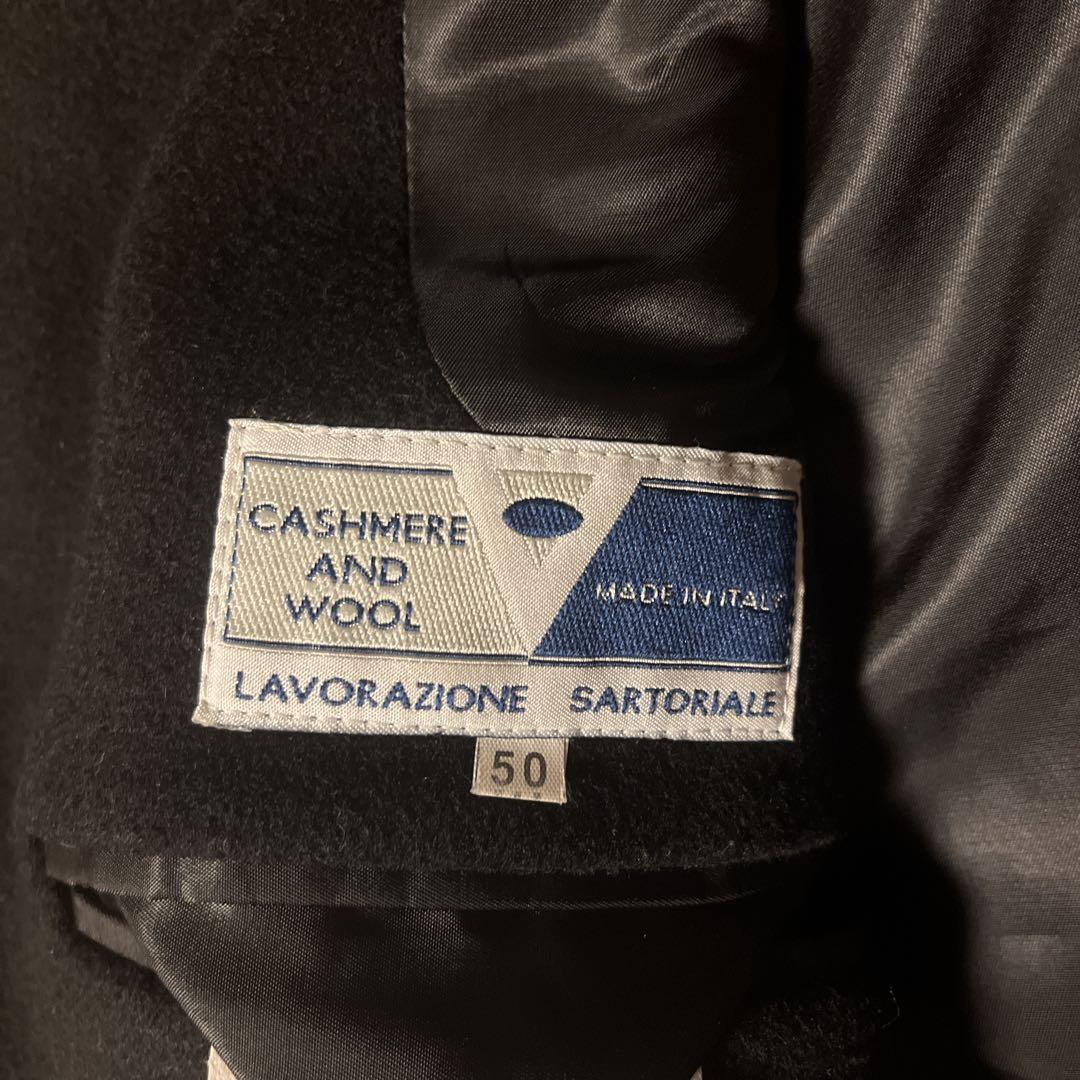 CASHMERE
AND
WOOL
MADE IN ITALY
LAVORAZIONE SARTORIALE
50